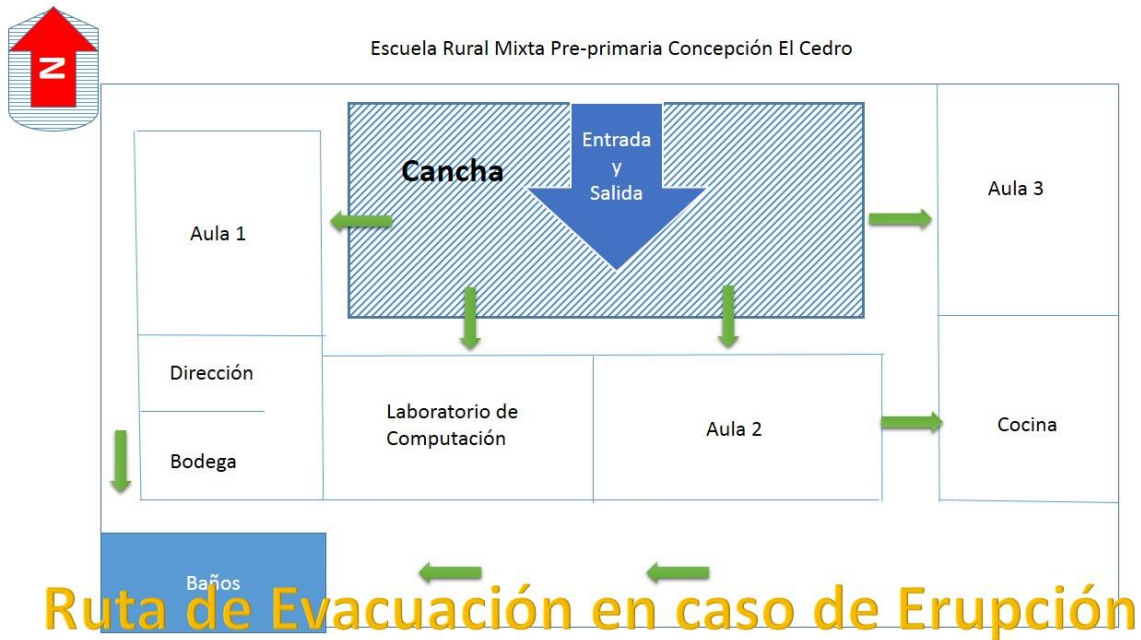 N
Escuela Rural Mixta Pre-primaria Concepción El Cedro
Entrada
y
Salida
Cancha
Aula 3
Aula 1
Dirección
Laboratorio de
Computación
Aula 2
Cocina
Bodega
Baños
Ruta de Evacuación en caso de Erupción